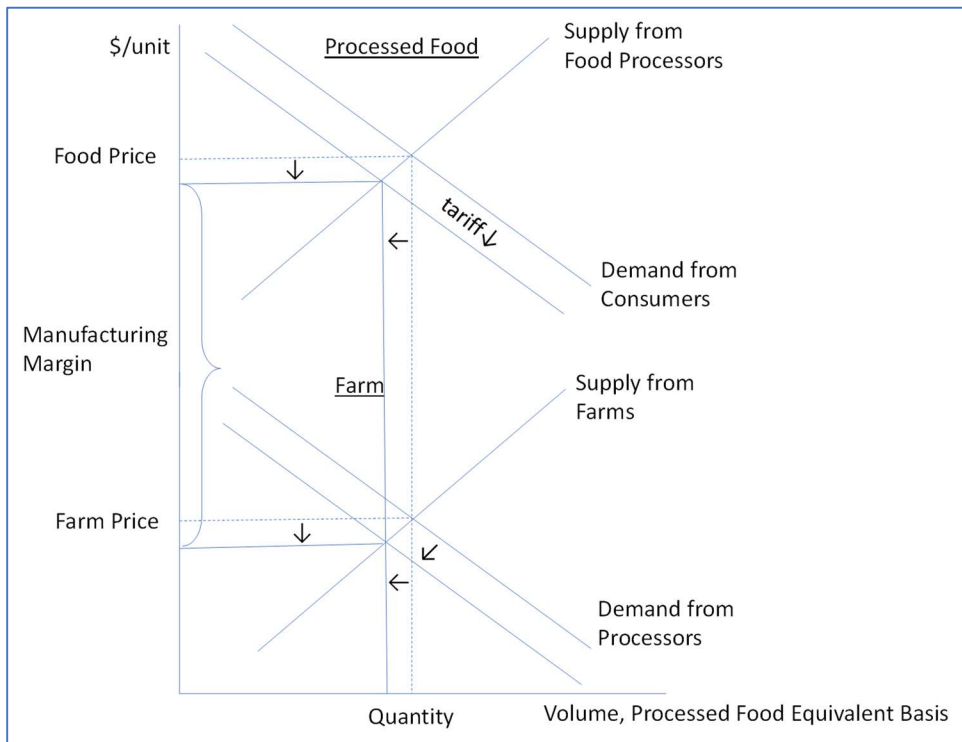 $/unit
Processed Food
Supply from
Food Processors
Food Price
tariff
Demand from
Consumers
Manufacturing
Margin
Farm
Supply from
Farms
Farm Price
Demand from
Processors
Quantity
Volume, Processed Food Equivalent Basis